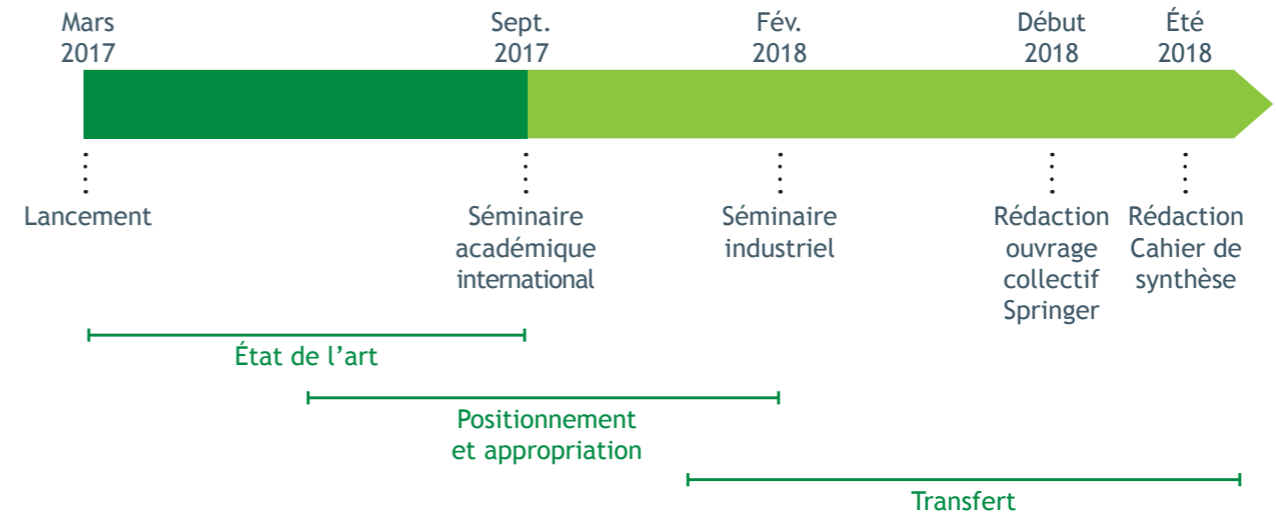 Mars
2017
Sept.
2017
Fév.
2018
Début
2018
Été
2018
Lancement
Séminaire
académique
international
Séminaire
industriel
Rédaction
ouvrage
collectif
Springer
Rédaction
Cahier de
synthèse
État de l’art
Positionnement
et appropriation
Transfert